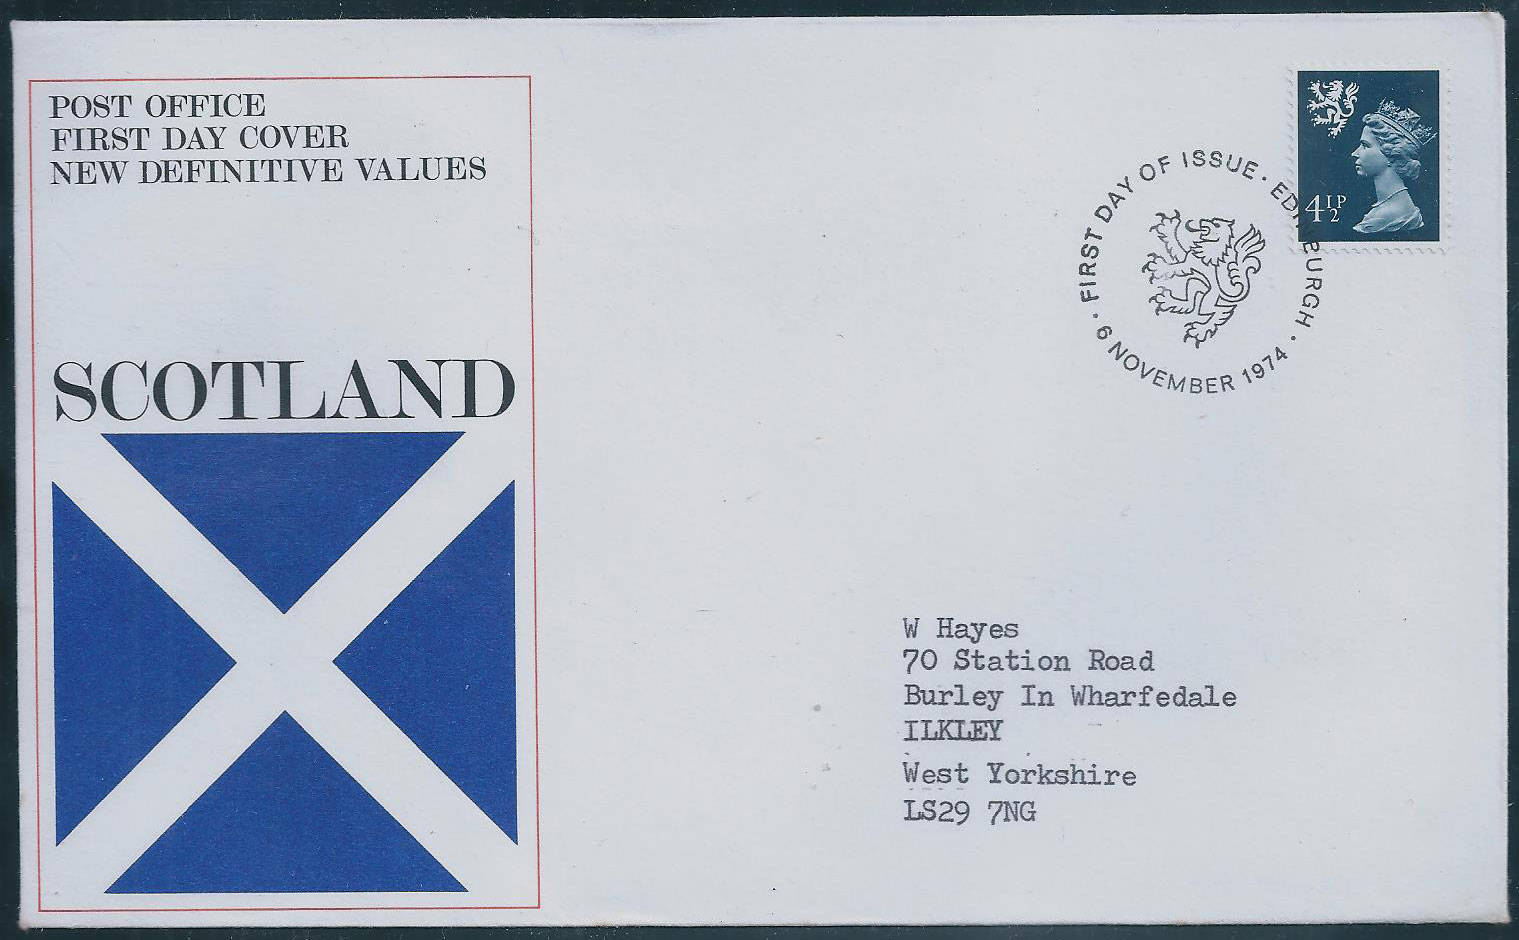 POST OFFICE
FIRST DAY COVER
NEW DEFINITIVE VALUES
SCOTLAND
4½P
FIRST DAY OF ISSUE · EDINBURGH ·
6 NOVEMBER 1974 ·
W Hayes
70 Station Road
Burley In Wharfedale
ILKLEY
West Yorkshire
LS29 7NG